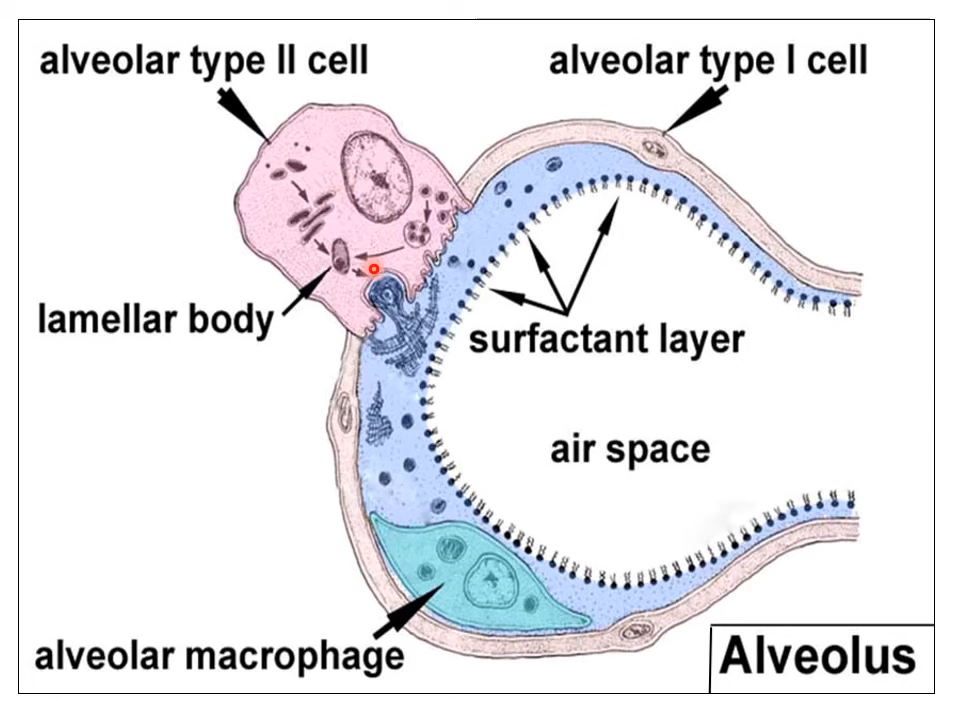 alveolar type II cell
alveolar type I cell
lamellar body
surfactant layer
air space
alveolar macrophage
Alveolus